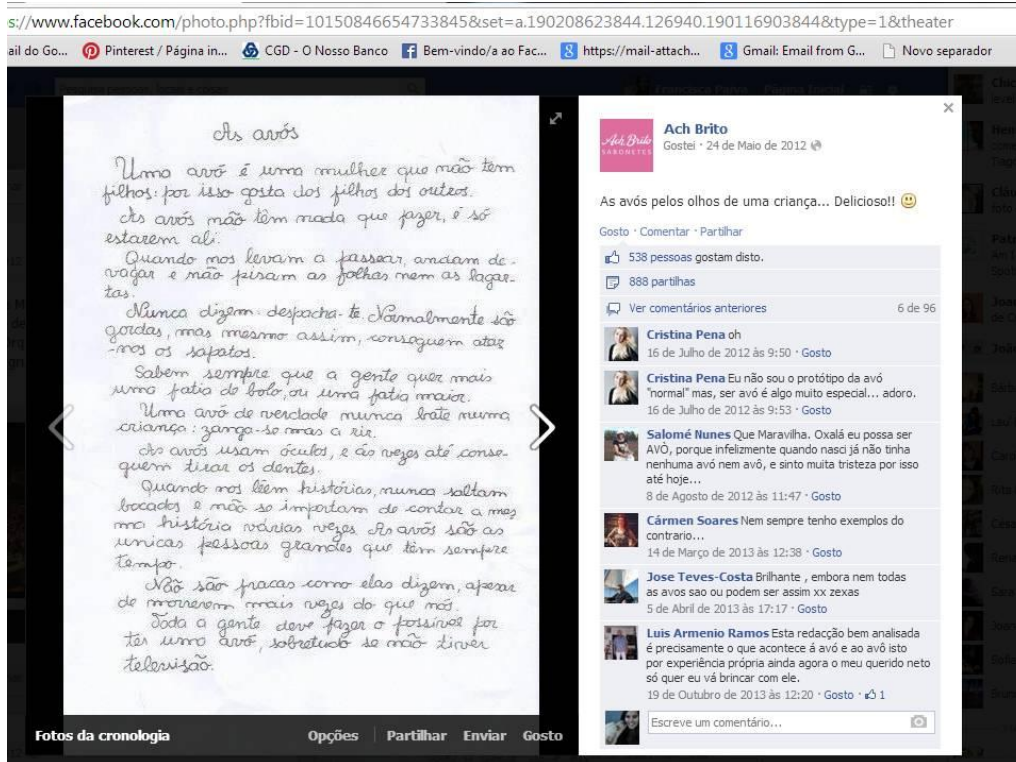 s://www.facebook.com/photo.php?fbid=10150846654733845&set=a.190208623844.126940.190116903844&type=1&theater
ail do Go... Pinterest / Página in... CGD - O Nosso Banco Bem-vindo/a ao Fac... https://mail-attach... Gmail: Email from G... Novo separador
As avós
Uma avó é uma mulher que não tem
filhos: por isso gosta dos filhos dos outros.
As avós não têm nada que fazer, é só
estarem ali.
Quando nos levam a passear, andam de-
vagar e não pisam as folhas nem as lagar-
tas.
Nunca dizem despacha-te. Normalmente são
gordas, mas mesmo assim, conseguem atar
-nos os sapatos.
Sabem sempre que a gente quer mais
uma fatia de bolo, ou uma fatia maior.
Uma avó de verdade nunca bate numa
criança: zanga-se mas a rir.
As avós usam óculos, e às vezes até conse-
guem tirar os dentes.
Quando nos lêem histórias, nunca saltam
bocados e não se importam de contar a mes
ma história várias vezes As avós são as
unicas pessoas grandes que têm sempre
tempo.
Não são fracas como elas dizem, apesar
de morrerem mais vezes do que nós.
Toda a gente deve fazer o possível por
ter uma avó, sobretudo se não tiver
televisão.
Fotos da cronologia Opções Partilhar Enviar Gosto
Ach Brito
SABONETES
Ach Brito
Gostei · 24 de Maio de 2012
As avós pelos olhos de uma criança... Delicioso!!
Gosto · Comentar · Partilhar
538 pessoas gostam disto.
888 partilhas
Ver comentários anteriores 6 de 96
Cristina Pena oh
16 de Julho de 2012 às 9:50 · Gosto
Cristina Pena Eu não sou o protótipo da avó
"normal" mas, ser avó é algo muito especial... adoro.
16 de Julho de 2012 às 9:53 · Gosto
Salomé Nunes Que Maravilha. Oxalá eu possa ser
AVÒ, porque infelizmente quando nasci já não tinha
nenhuma avó nem avô, e sinto muita tristeza por isso
até hoje...
8 de Agosto de 2012 às 11:47 · Gosto
Cármen Soares Nem sempre tenho exemplos do
contrario...
14 de Março de 2013 às 12:38 · Gosto
Jose Teves-Costa Brilhante , embora nem todas
as avos sao ou podem ser assim xx zexas
5 de Abril de 2013 às 17:17 · Gosto
Luis Armenio Ramos Esta redacção bem analisada
é precisamente o que acontece á avó e ao avô isto
por experiência própria ainda agora o meu querido neto
só quer eu vá brincar com ele.
19 de Outubro de 2013 às 12:20 · Gosto · 1
Escreve um comentário...